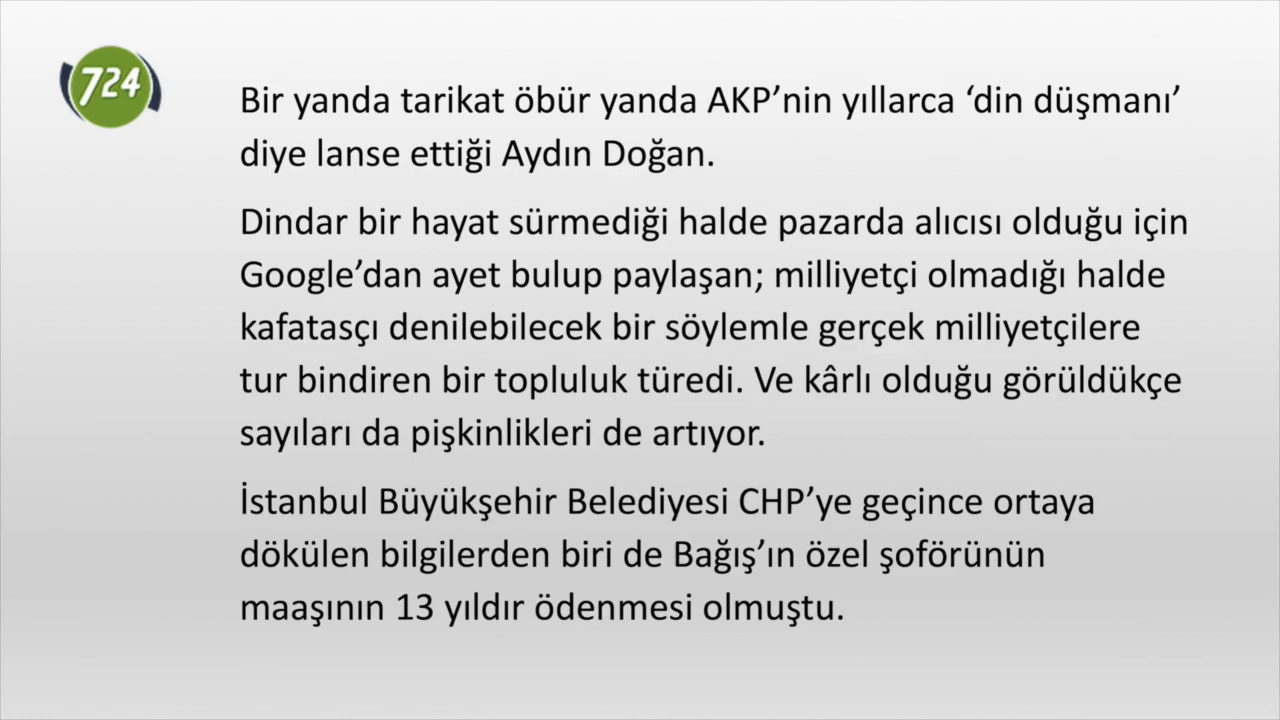 724
Bir yanda tarikat öbür yanda AKP’nin yıllarca ‘din düşmanı’
diye lanse ettiği Aydın Doğan.
Dindar bir hayat sürmediği halde pazarda alıcısı olduğu için
Google’dan ayet bulup paylaşan; milliyetçi olmadığı halde
kafatasçı denilebilecek bir söylemle gerçek milliyetçilere
tur bindiren bir topluluk türedi. Ve kârlı olduğu görüldükçe
sayıları da pişkinlikleri de artıyor.
İstanbul Büyükşehir Belediyesi CHP’ye geçince ortaya
dökülen bilgilerden biri de Bağış’ın özel şoförünün
maaşının 13 yıldır ödenmesi olmuştu.